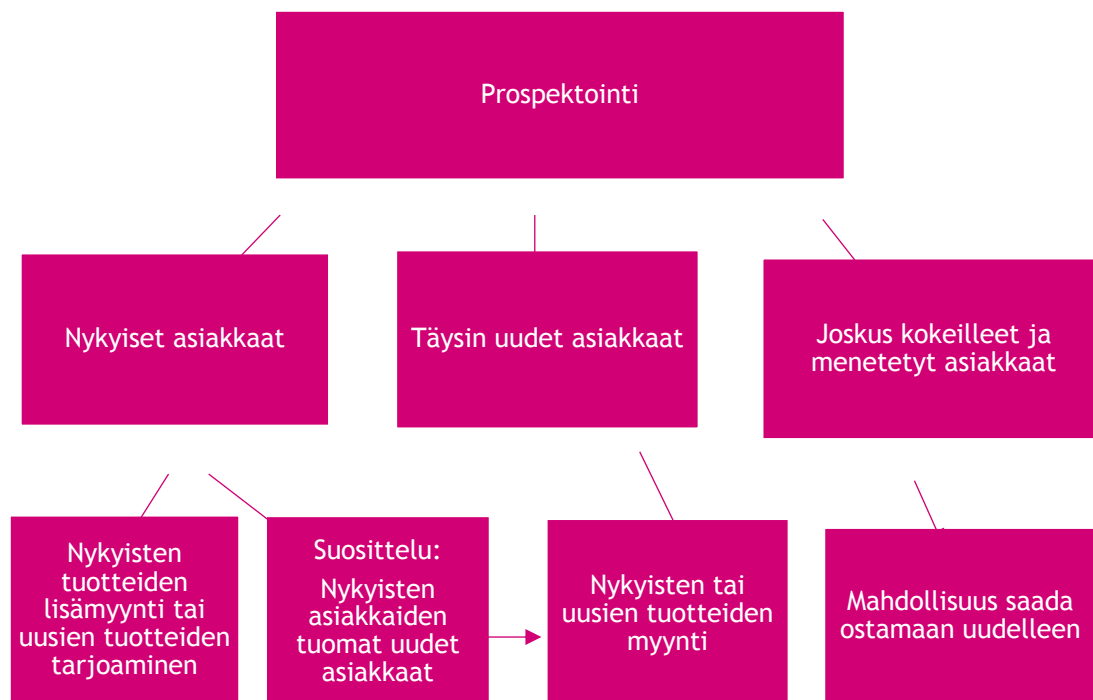 Prospektointi
Nykyiset asiakkaat
Täysin uudet asiakkaat
Joskus kokeilleet ja
menetetyt asiakkaat
Nykyisten
tuotteiden
lisämyynti tai
uusien tuotteiden
tarjoaminen
Suosittelu:
Nykyisten
asiakkaiden
tuomat uudet
asiakkaat
Nykyisten tai
uusien tuotteiden
myynti
Mahdollisuus saada
ostamaan uudelleen